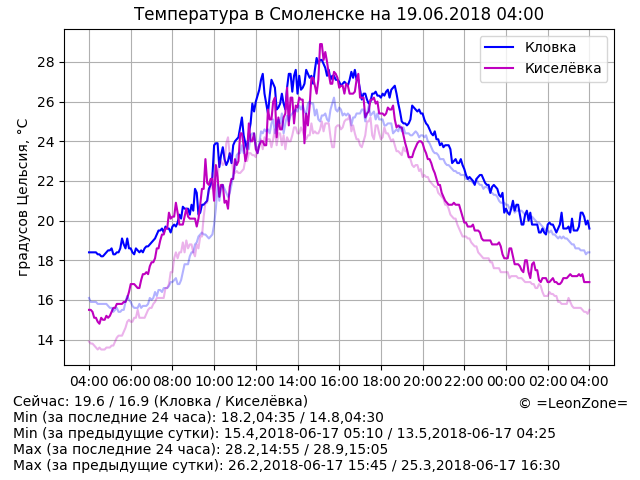 Температура в Смоленске на 19.06.2018 04:00
Кловка
Киселёвка
градусов Цельсия, °C
28
26
24
22
20
18
16
14
04:00 06:00 08:00 10:00 12:00 14:00 16:00 18:00 20:00 22:00 00:00 02:00 04:00
Сейчас: 19.6 / 16.9 (Кловка / Киселёвка)
© =LeonZone=
Min (за последние 24 часа): 18.2,04:35 / 14.8,04:30
Min (за предыдущие сутки): 15.4,2018-06-17 05:10 / 13.5,2018-06-17 04:25
Max (за последние 24 часа): 28.2,14:55 / 28.9,15:05
Max (за предыдущие сутки): 26.2,2018-06-17 15:45 / 25.3,2018-06-17 16:30